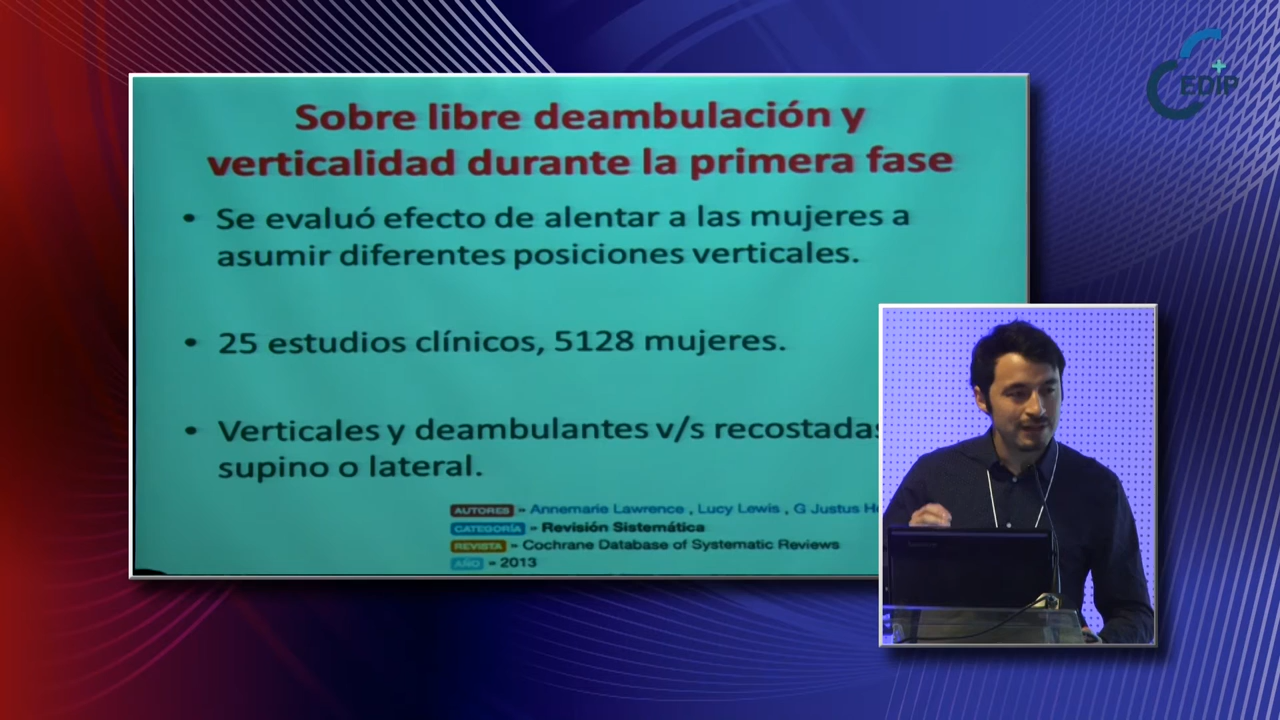 Sobre libre deambulación y
verticalidad durante la primera fase
• Se evaluó efecto de alentar a las mujeres a
asumir diferentes posiciones verticales.
• 25 estudios clínicos, 5128 mujeres.
• Verticales y deambulantes v/s recostadas
supino o lateral.
AUTORES - Annemarie Lawrence , Lucy Lewis , G Justus
CATEGORÍA - Revisión Sistemática
REVISTA - Cochrane Database of Systematic Reviews
AÑO - 2013
CEDIP